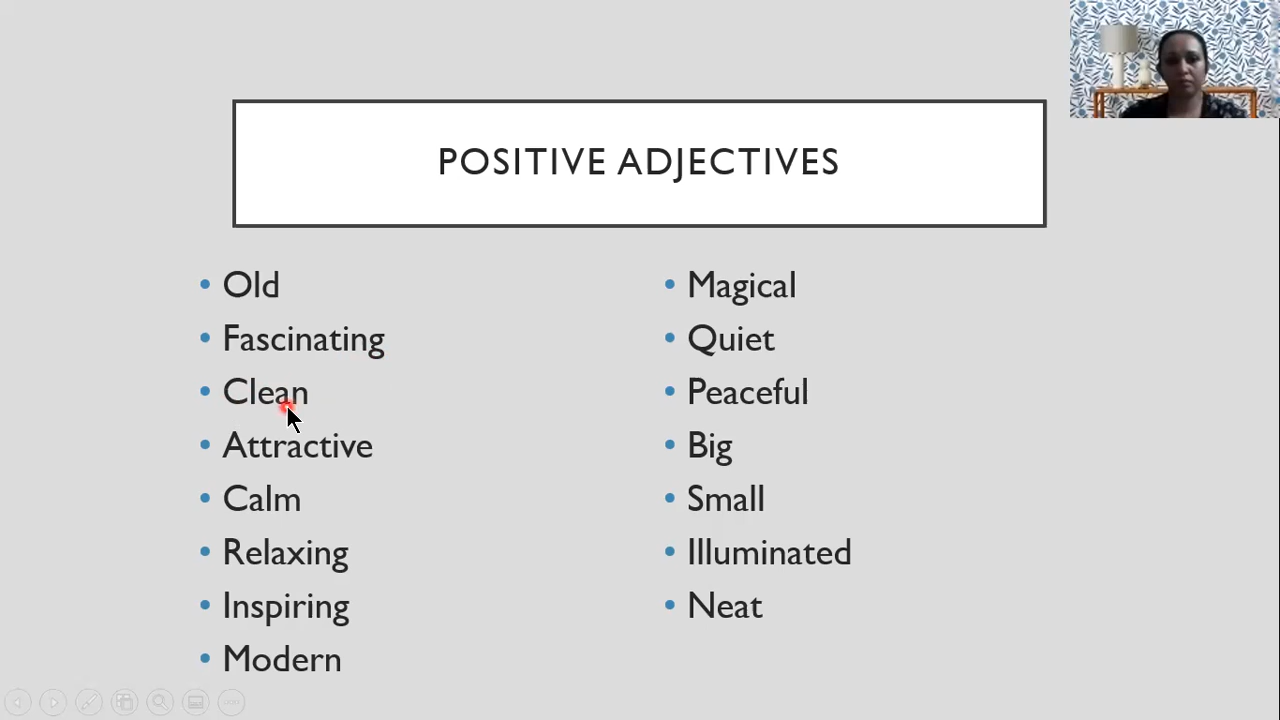 POSITIVE ADJECTIVES
Old
Fascinating
Clean
Attractive
Calm
Relaxing
Inspiring
Modern
Magical
Quiet
Peaceful
Big
Small
Illuminated
Neat